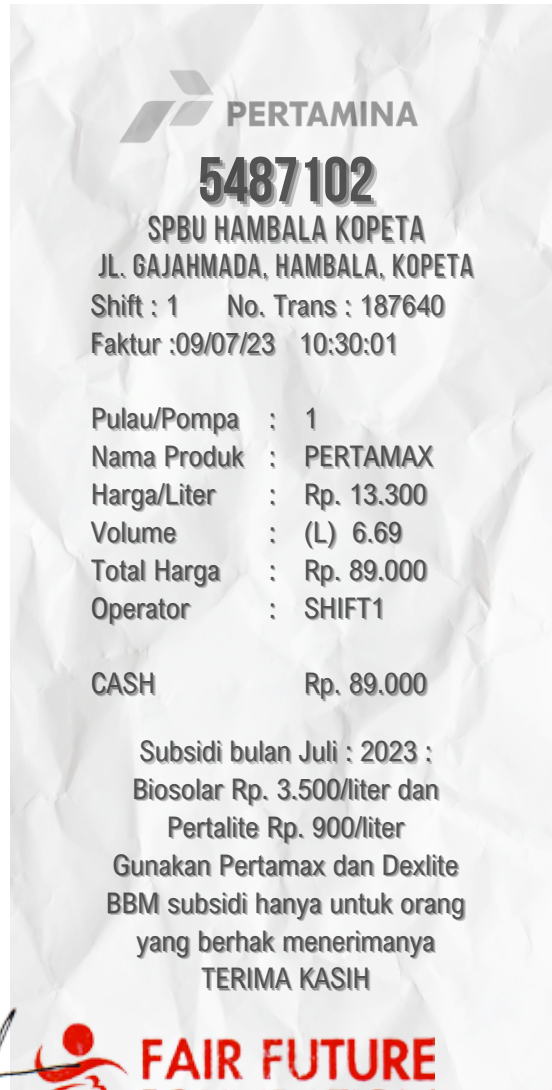 PERTAMINA
5487102
SPBU HAMBALA KOPETA
JL. GAJAHMADA, HAMBALA, KOPETA
Shift : 1 No. Trans : 187640
Faktur :09/07/23 10:30:01
Pulau/Pompa : 1
Nama Produk : PERTAMAX
Harga/Liter : Rp. 13.300
Volume : (L) 6.69
Total Harga : Rp. 89.000
Operator : SHIFT1
CASH Rp. 89.000
Subsidi bulan Juli : 2023 :
Biosolar Rp. 3.500/liter dan
Pertalite Rp. 900/liter
Gunakan Pertamax dan Dexlite
BBM subsidi hanya untuk orang
yang berhak menerimanya
TERIMA KASIH
FAIR FUTURE